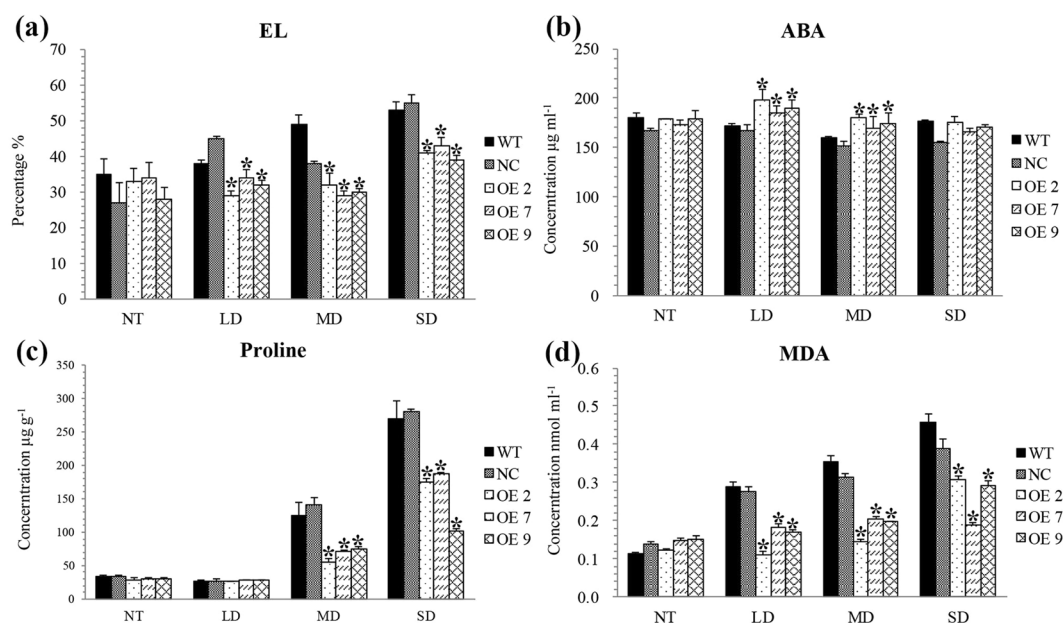 (a)
EL
Percentage %
70
60
50
40
30
20
10
0
NT LD MD SD
WT
NC
OE 2
OE 7
OE 9
(b)
ABA
Concerntration µg ml⁻¹
250
200
150
100
50
0
NT LD MD SD
WT
NC
OE 2
OE 7
OE 9
(c)
Proline
Concerntration µg g⁻¹
350
300
250
200
150
100
50
0
NT LD MD SD
WT
NC
OE 2
OE 7
OE 9
(d)
MDA
Concerntration nmol ml⁻¹
0.6
0.5
0.4
0.3
0.2
0.1
0.0
NT LD MD SD
WT
NC
OE 2
OE 7
OE 9